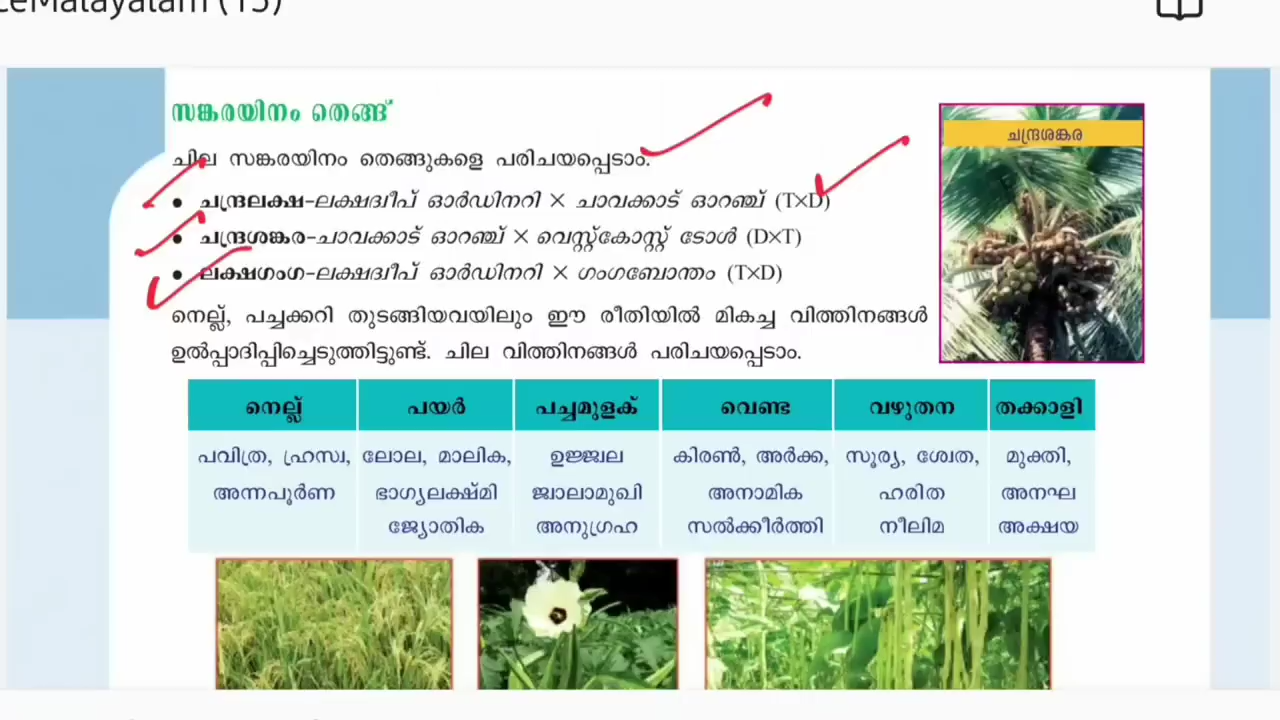 ceMalayalam (15)
സങ്കരയിനം തെങ്ങ്
ചില സങ്കരയിനം തെങ്ങുകളെ പരിചയപ്പെടാം.
• ചന്ദ്രലക്ഷ-ലക്ഷദ്വീപ് ഓർഡിനറി × ചാവക്കാട് ഓറഞ്ച് (T×D)
• ചന്ദ്രശങ്കര-ചാവക്കാട് ഓറഞ്ച് × വെസ്റ്റ്കോസ്റ്റ് ടോൾ (D×T)
• ലക്ഷഗംഗ-ലക്ഷദ്വീപ് ഓർഡിനറി × ഗംഗബോന്തം (T×D)
ചന്ദ്രശങ്കര
നെല്ല്, പച്ചക്കറി തുടങ്ങിയവയിലും ഈ രീതിയിൽ മികച്ച വിത്തിനങ്ങൾ
ഉൽപ്പാദിപ്പിച്ചെടുത്തിട്ടുണ്ട്. ചില വിത്തിനങ്ങൾ പരിചയപ്പെടാം.
നെല്ല് പയർ പച്ചമുളക് വെണ്ട വഴുതന തക്കാളി
പവിത്ര, ഹ്രസ്വ, ലോല, മാലിക, ഉജ്ജ്വല കിരൺ, അർക്ക, സൂര്യ, ശ്വേത, മുക്തി,
അന്നപൂർണ ഭാഗ്യലക്ഷ്മി ജ്വാലാമുഖി അനാമിക ഹരിത അനഘ
ജ്യോതിക അനുഗ്രഹ സൽക്കീർത്തി നീലിമ അക്ഷയ